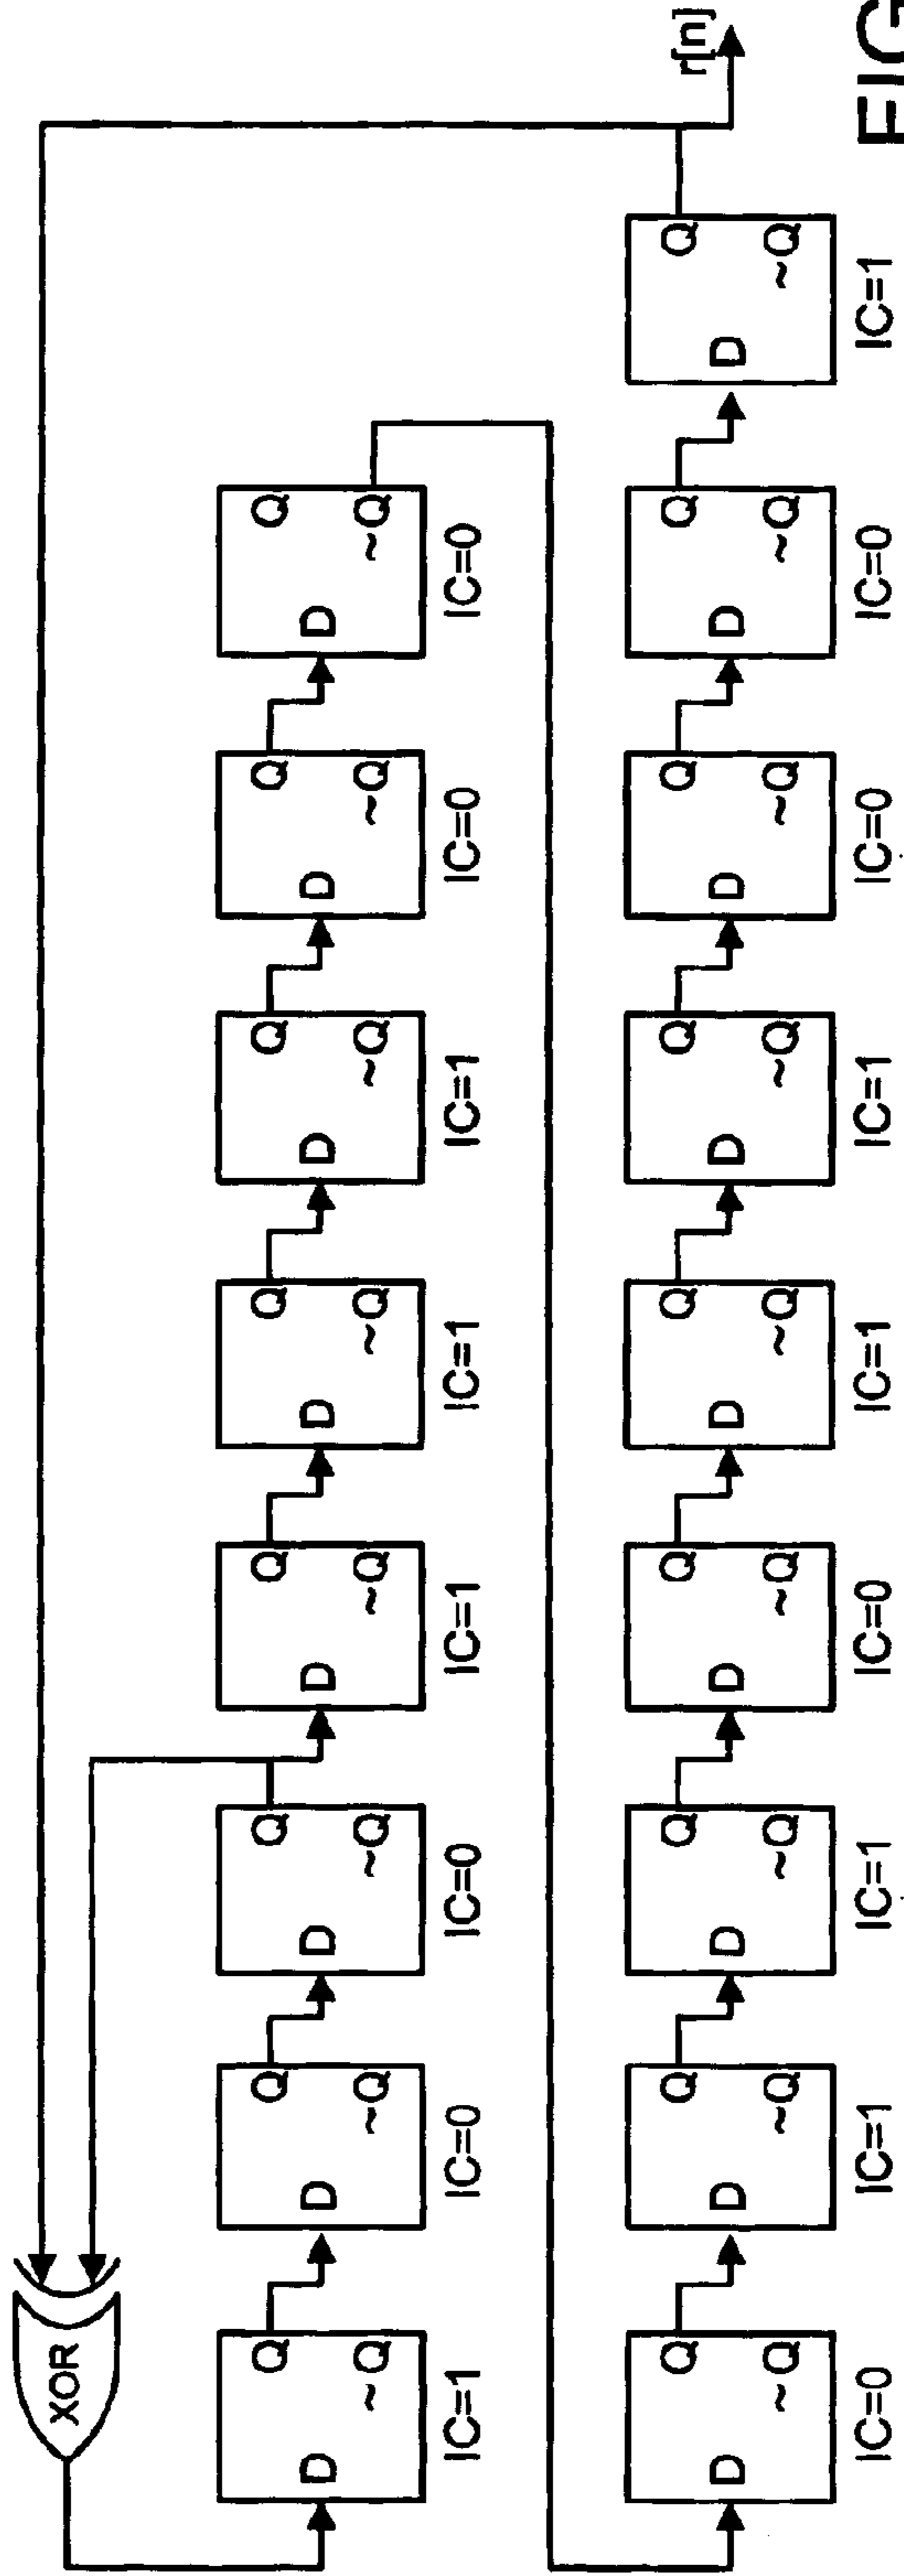 XOR
Q Q Q Q Q Q Q Q
D D D D D D D D
~Q ~Q ~Q ~Q ~Q ~Q ~Q ~Q
IC=1 IC=0 IC=0 IC=1 IC=1 IC=1 IC=0 IC=0
r[n]
Q Q Q Q Q Q Q Q Q
D D D D D D D D D
~Q ~Q ~Q ~Q ~Q ~Q ~Q ~Q ~Q
IC=0 IC=1 IC=1 IC=0 IC=1 IC=1 IC=0 IC=0 IC=1